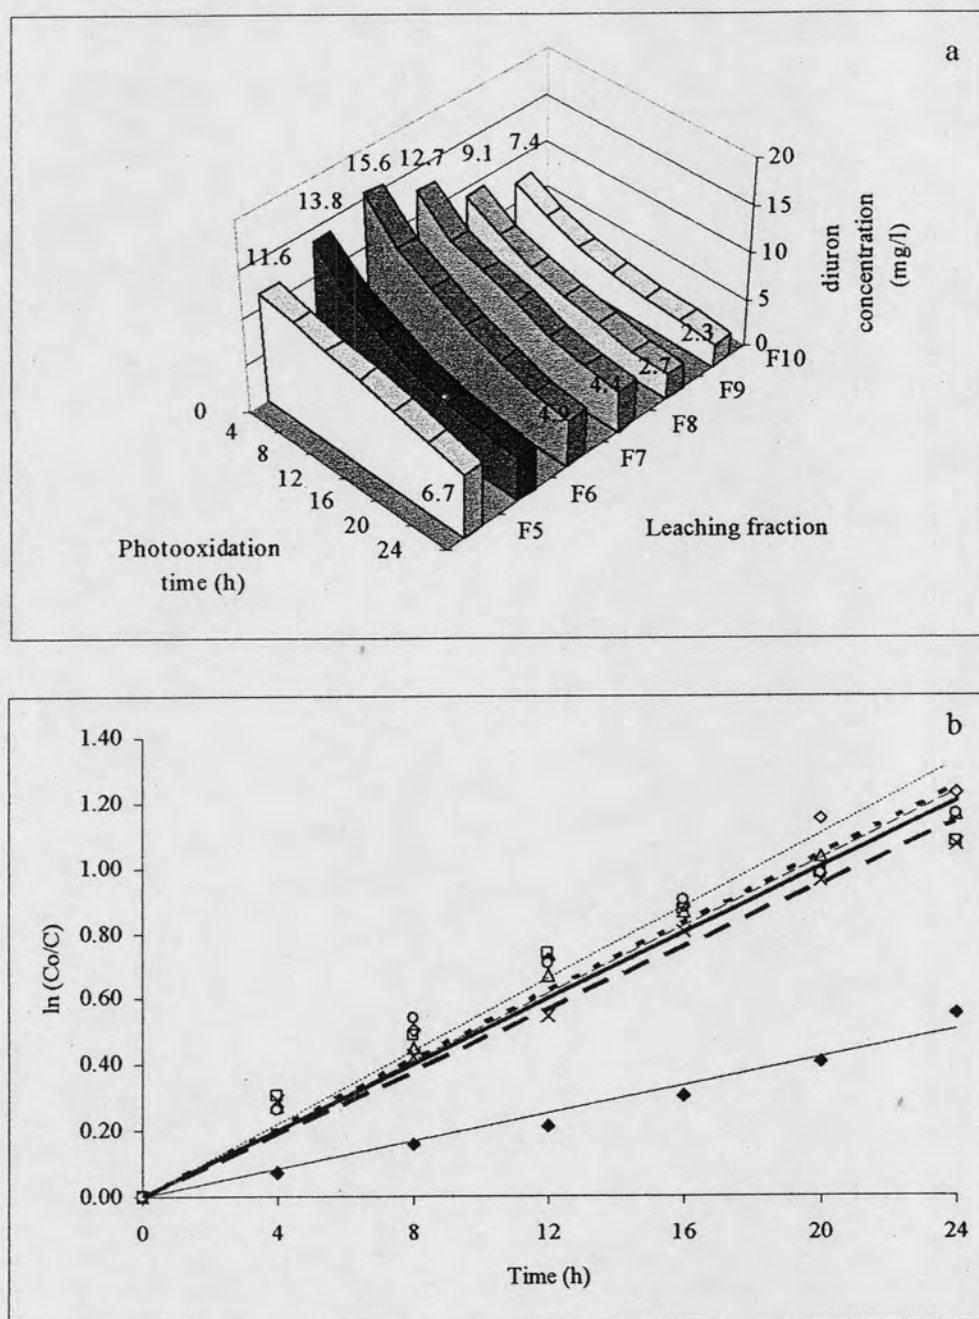 a
15.6 12.7 9.1 7.4
13.8
11.6
20
15
10
5
0
diuron
concentration
(mg/l)
2.3
2.7
4.4
4.9
6.7
0
4
8
12
16
20
24
F10
F9
F8
F7
F6
F5
Photooxidation
time (h)
Leaching fraction
b
1.40
1.20
1.00
0.80
0.60
0.40
0.20
0.00
ln (Co/C)
0 4 8 12 16 20 24
Time (h)